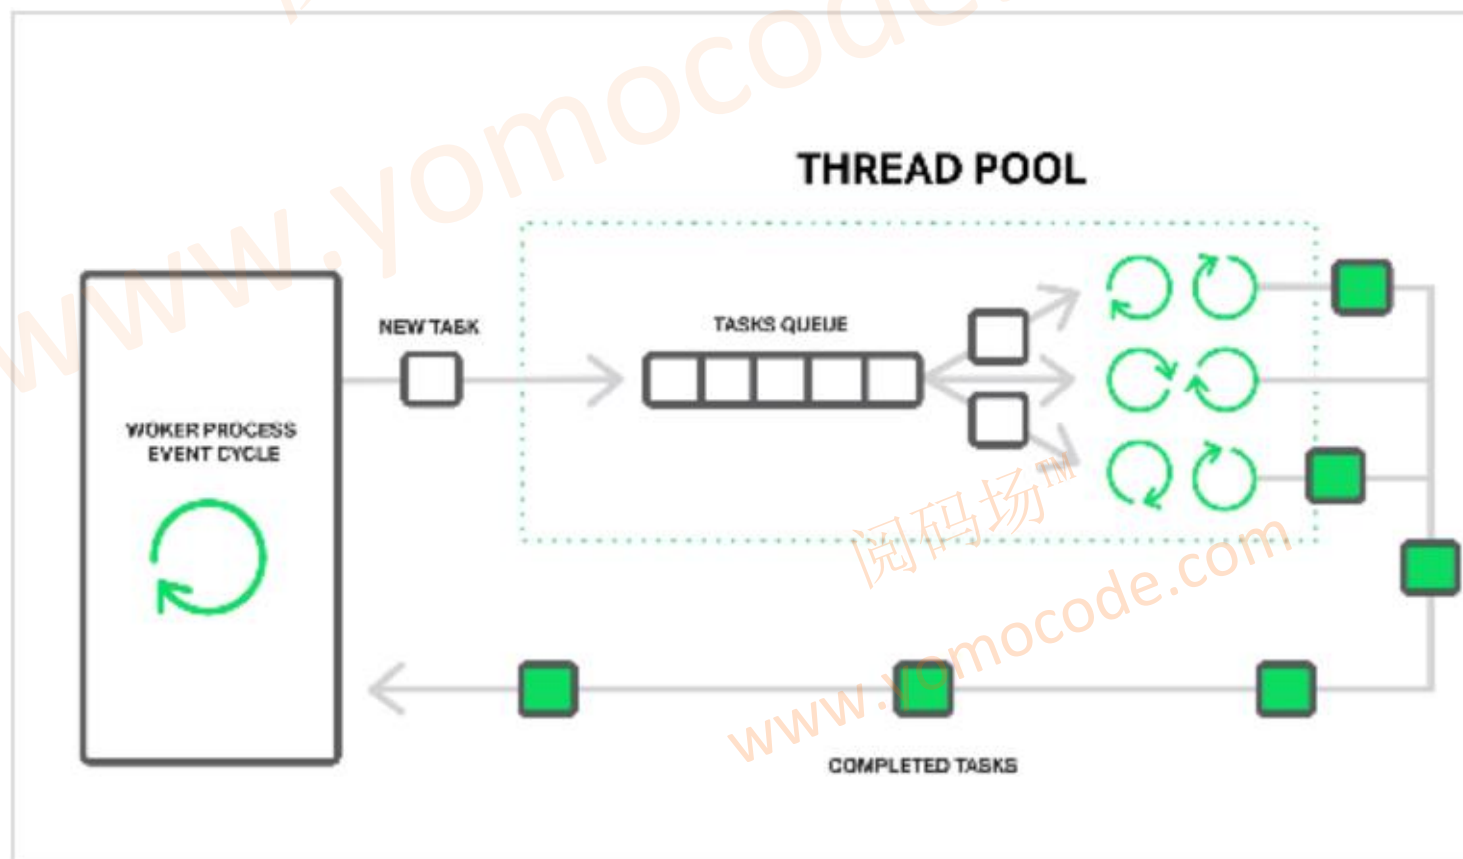 www.yomocode.
THREAD POOL
NEW TASK
TASKS QUEUE
WOKER PROCESS
EVENT CYCLE
阅码场™
www.yomocode.com
COMPLETED TASKS